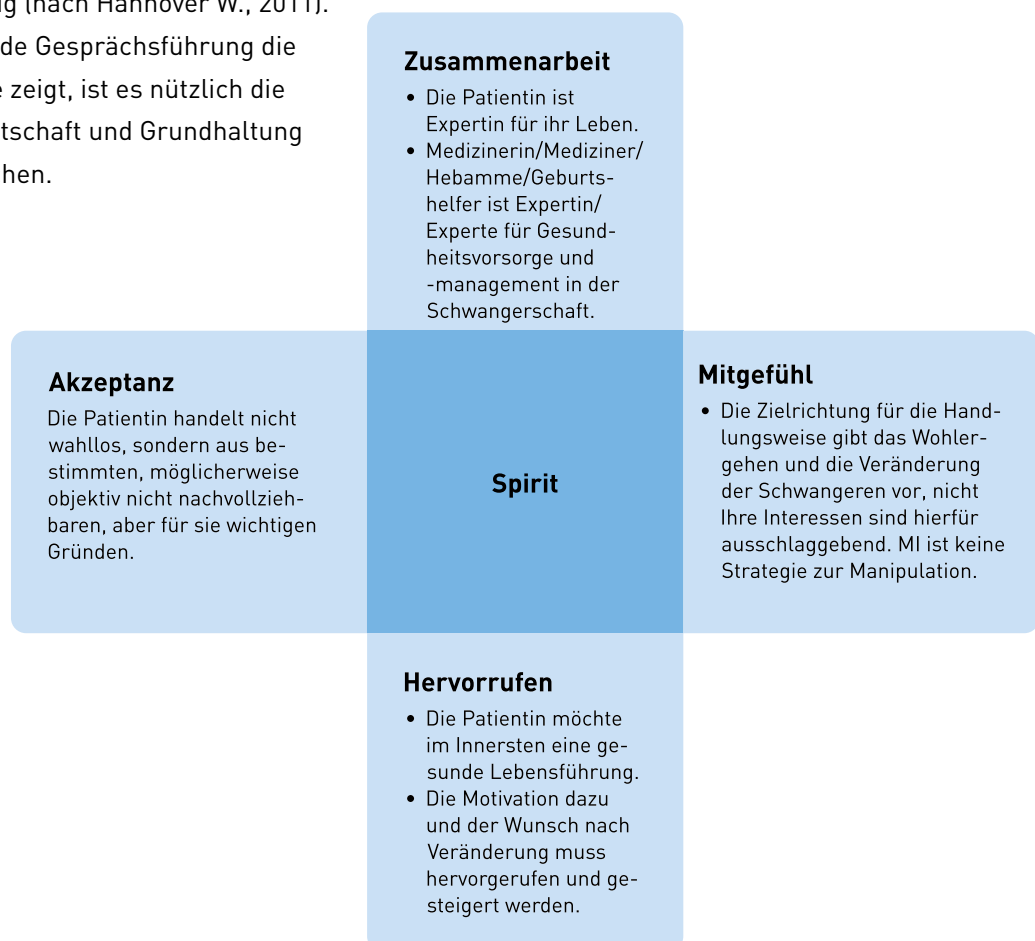 g (nach Hannover W., 2011).
de Gesprächsführung die
zeigt, ist es nützlich die
tschaft und Grundhaltung
hen.
Zusammenarbeit
• Die Patientin ist
Expertin für ihr Leben.
• Medizinerin/Mediziner/
Hebamme/Geburts-
helfer ist Expertin/
Experte für Gesund-
heitsvorsorge und
-management in der
Schwangerschaft.
Akzeptanz
Die Patientin handelt nicht
wahllos, sondern aus be-
stimmten, möglicherweise
objektiv nicht nachvollzieh-
baren, aber für sie wichtigen
Gründen.
Spirit
Mitgefühl
• Die Zielrichtung für die Hand-
lungsweise gibt das Wohler-
gehen und die Veränderung
der Schwangeren vor, nicht
Ihre Interessen sind hierfür
ausschlaggebend. MI ist keine
Strategie zur Manipulation.
Hervorrufen
• Die Patientin möchte
im Innersten eine ge-
sunde Lebensführung.
• Die Motivation dazu
und der Wunsch nach
Veränderung muss
hervorgerufen und ge-
steigert werden.